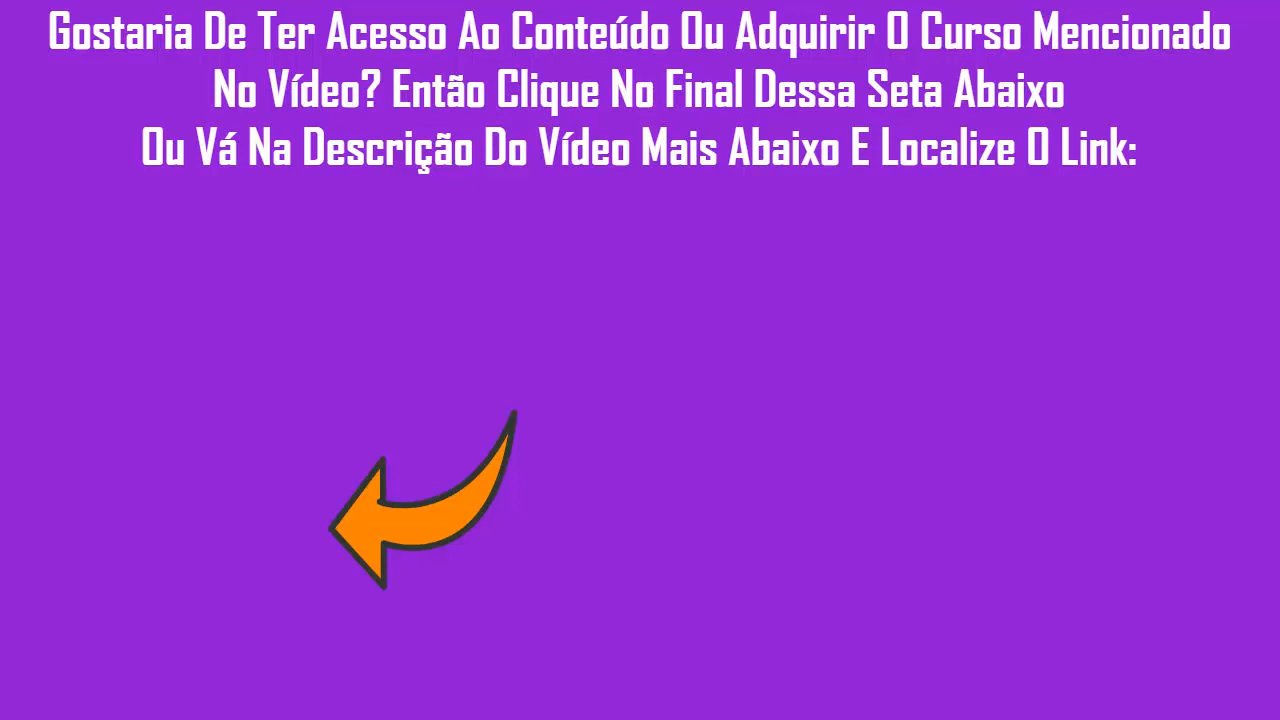 Gostaria De Ter Acesso Ao Conteúdo Ou Adquirir O Curso Mencionado
No Vídeo? Então Clique No Final Dessa Seta Abaixo
Ou Vá Na Descrição Do Vídeo Mais Abaixo E Localize O Link: